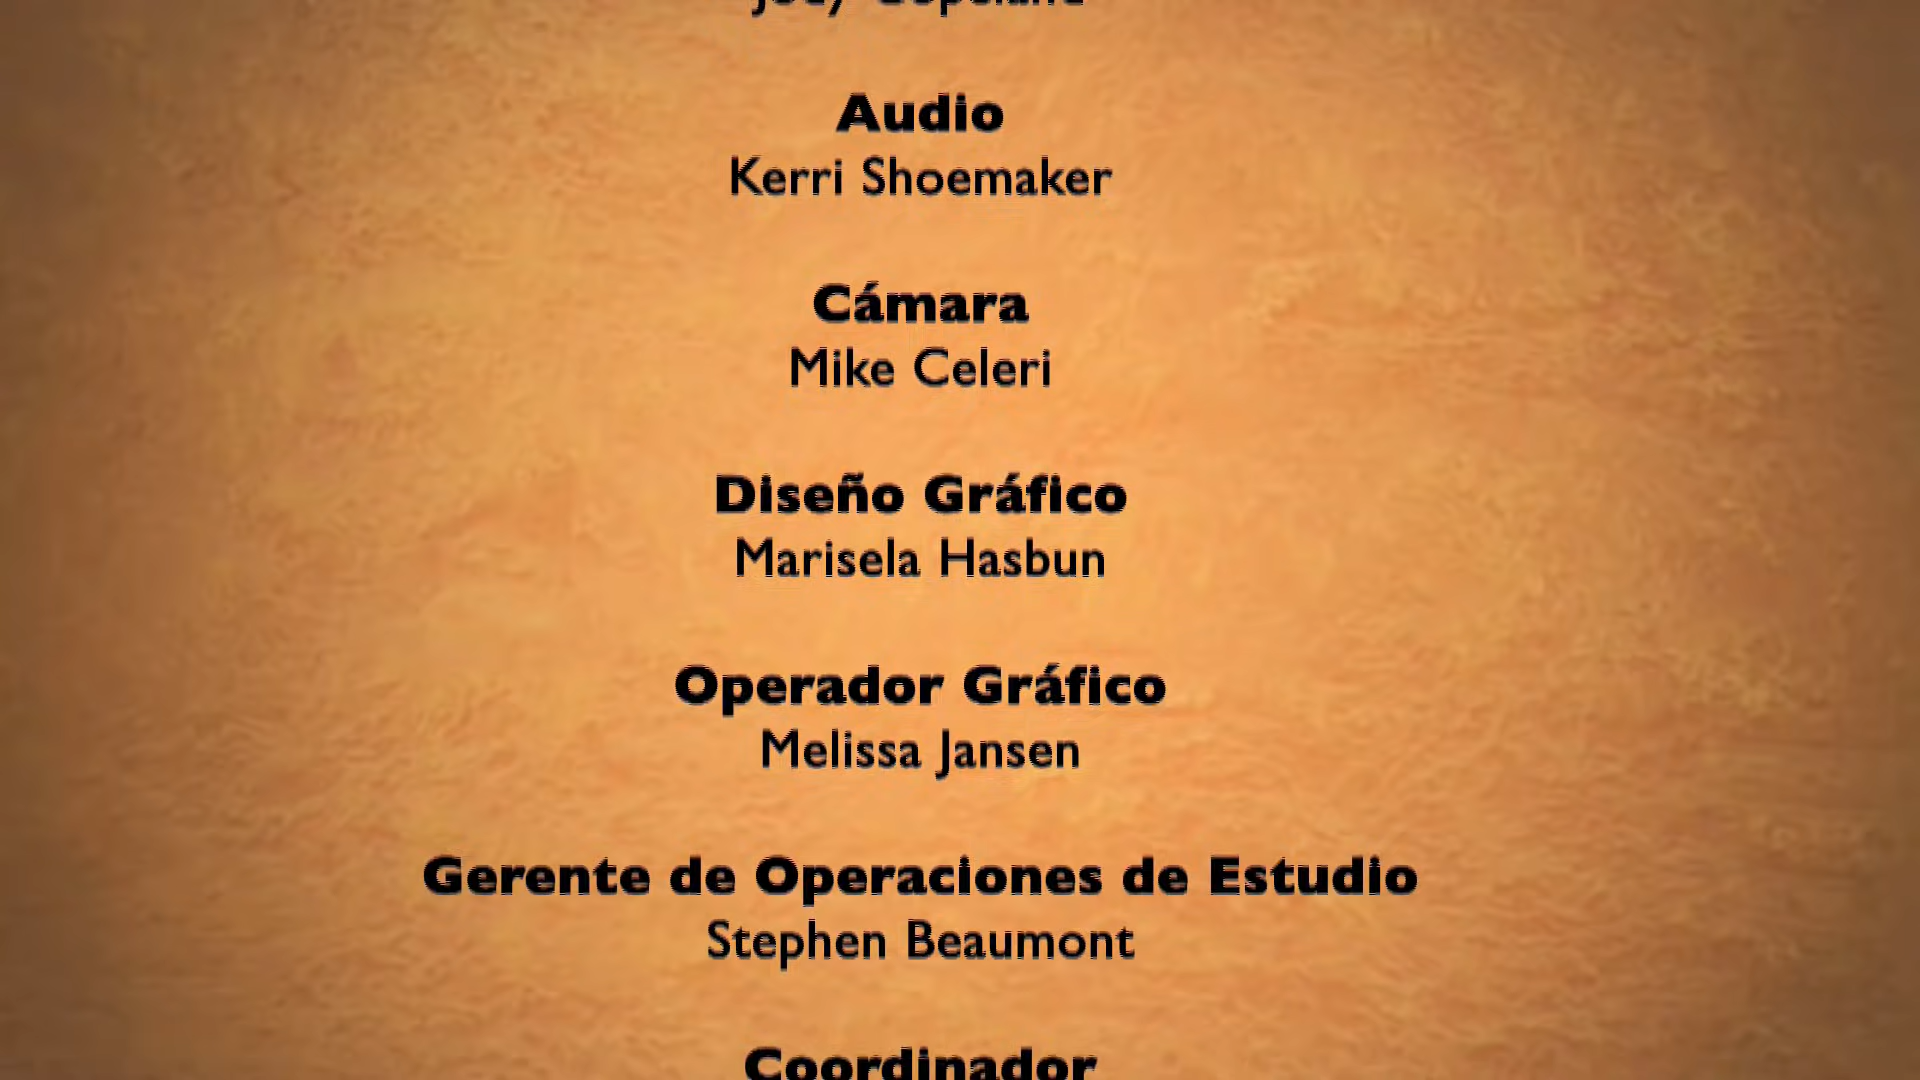 Audio
Kerri Shoemaker
Cámara
Mike Celeri
Diseño Gráfico
Marisela Hasbun
Operador Gráfico
Melissa Jansen
Gerente de Operaciones de Estudio
Stephen Beaumont
Coordinador